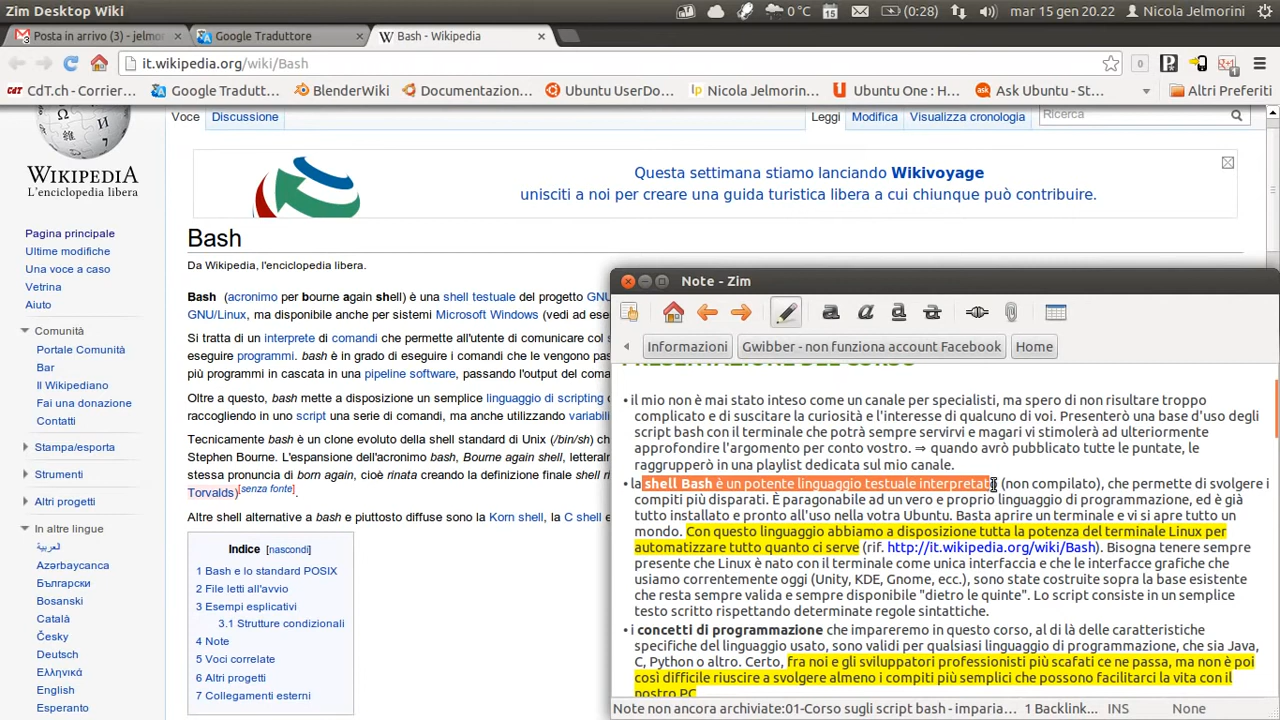 Zim Desktop Wiki
0 °C
15
(0:28)
mar 15 gen 20.22
Nicola Jelmorini
Posta in arrivo (3) - jelmo
Google Traduttore
Bash - Wikipedia
it.wikipedia.org/wiki/Bash
CdT.ch - Corrier...
Google Tradutt...
BlenderWiki
Documentazion...
Ubuntu UserDo...
Nicola Jelmorin...
Ubuntu One : H...
Ask Ubuntu - St...
Altri Preferiti
Voce
Discussione
Leggi
Modifica
Visualizza cronologia
Ricerca
WIKIPEDIA
L'enciclopedia libera
Questa settimana stiamo lanciando Wikivoyage
unisciti a noi per creare una guida turistica libera a cui chiunque può contribuire.
Pagina principale
Ultime modifiche
Una voce a caso
Vetrina
Aiuto
Comunità
Portale Comunità
Bar
Il Wikipediano
Fai una donazione
Contatti
Stampa/esporta
Strumenti
Altri progetti
In altre lingue
العربية
Azərbaycanca
Български
Bosanski
Català
Česky
Deutsch
Ελληνικά
English
Esperanto
Bash
Da Wikipedia, l'enciclopedia libera.
Bash (acronimo per bourne again shell) è una shell testuale del progetto GNU
GNU/Linux, ma disponibile anche per sistemi Microsoft Windows (vedi ad ese
Si tratta di un interprete di comandi che permette all'utente di comunicare col s
eseguire programmi. bash è in grado di eseguire i comandi che le vengono pas
più programmi in cascata in una pipeline software, passando l'output del coma
Oltre a questo, bash mette a disposizione un semplice linguaggio di scripting
raccogliendo in uno script una serie di comandi, ma anche utilizzando variabili
Tecnicamente bash è un clone evoluto della shell standard di Unix (/bin/sh) ch
Stephen Bourne. L'espansione dell'acronimo bash, Bourne again shell, letteralm
stessa pronuncia di born again, cioè rinata creando la definizione finale shell ri
Torvalds)[senza fonte].
Altre shell alternative a bash e piuttosto diffuse sono la Korn shell, la C shell e
Indice [nascondi]
1 Bash e lo standard POSIX
2 File letti all'avvio
3 Esempi esplicativi
3.1 Strutture condizionali
4 Note
5 Voci correlate
6 Altri progetti
7 Collegamenti esterni
Note - Zim
Informazioni
Gwibber - non funziona account Facebook
Home
PRESENTAZIONE DEL CORSO
• il mio non è mai stato inteso come un canale per specialisti, ma spero di non risultare troppo
complicato e di suscitare la curiosità e l'interesse di qualcuno di voi. Presenterò una base d'uso degli
script bash con il terminale che potrà sempre servirvi e magari vi stimolerà ad ulteriormente
approfondire l'argomento per conto vostro. ⇒ quando avrò pubblicato tutte le puntate, le
raggrupperò in una playlist dedicata sul mio canale.
• la shell Bash è un potente linguaggio testuale interpretato (non compilato), che permette di svolgere i
compiti più disparati. È paragonabile ad un vero e proprio linguaggio di programmazione, ed è già
tutto installato e pronto all'uso nella votra Ubuntu. Basta aprire un terminale e vi si apre tutto un
mondo. Con questo linguaggio abbiamo a disposizione tutta la potenza del terminale Linux per
automatizzare tutto quanto ci serve (rif. http://it.wikipedia.org/wiki/Bash). Bisogna tenere sempre
presente che Linux è nato con il terminale come unica interfaccia e che le interfacce grafiche che
usiamo correntemente oggi (Unity, KDE, Gnome, ecc.), sono state costruite sopra la base esistente
che resta sempre valida e sempre disponibile "dietro le quinte". Lo script consiste in un semplice
testo scritto rispettando determinate regole sintattiche.
• i concetti di programmazione che impareremo in questo corso, al di là delle caratteristiche
specifiche del linguaggio usato, sono validi per qualsiasi linguaggio di programmazione, che sia Java,
C, Python o altro. Certo, fra noi e gli sviluppatori professionisti più scafati ce ne passa, ma non è poi
così difficile riuscire a svolgere almeno i compiti più semplici che possono facilitarci la vita con il
nostro PC
Note non ancora archiviate:01-Corso sugli script bash - imparia...
1 Backlink...
INS
None